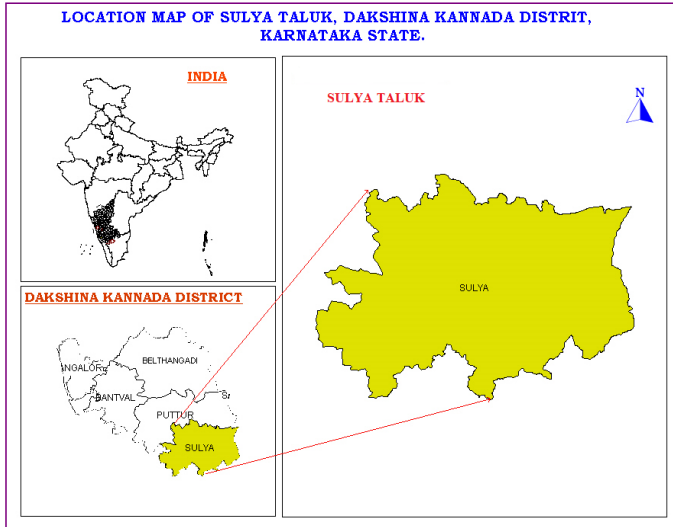 LOCATION MAP OF SULYA TALUK, DAKSHINA KANNADA DISTRIT,
KARNATAKA STATE.
INDIA
SULYA TALUK
N
SULYA
DAKSHINA KANNADA DISTRICT
BELTHANGADI
NGALOR
BANTVAL
PUTTUR
SULYA